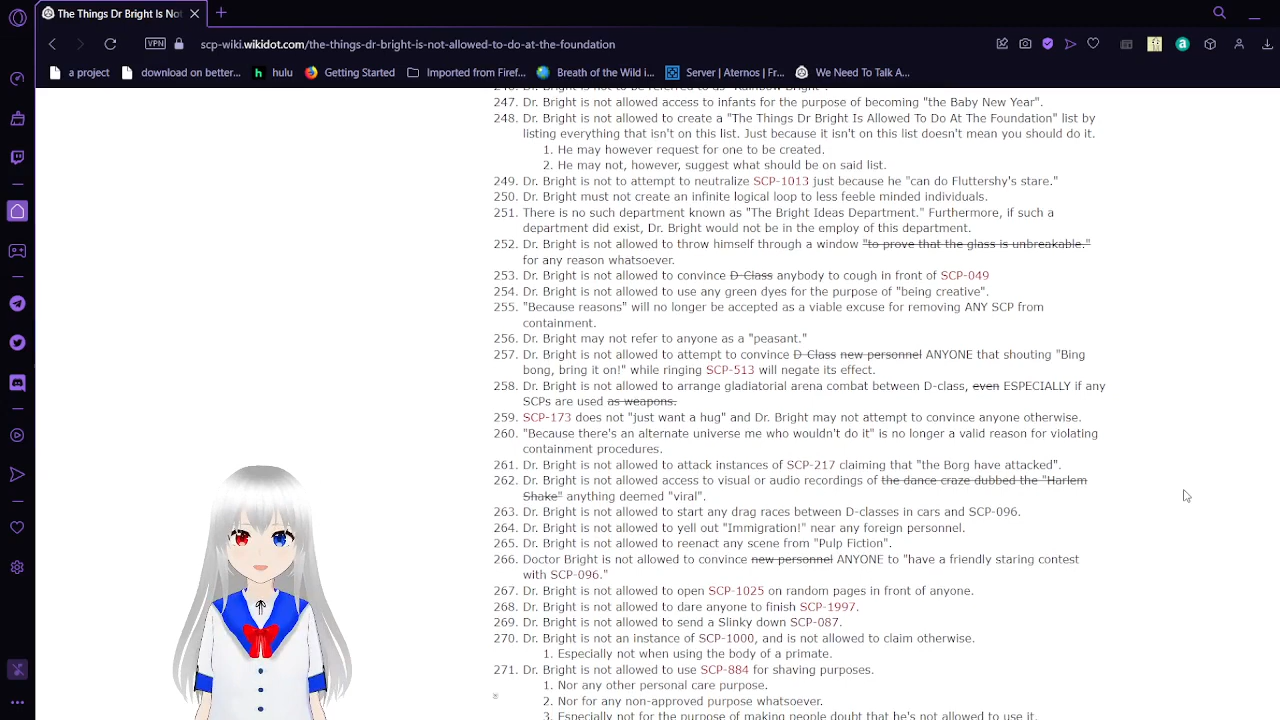 The Things Dr Bright Is Not
scp-wiki.wikidot.com/the-things-dr-bright-is-not-allowed-to-do-at-the-foundation
VPN
a project
download on better...
hulu
Getting Started
Imported from Firef...
Breath of the Wild i...
Server | Aternos | Fr...
We Need To Talk A...
246. Dr. Bright is not to be referred to as "Rainbow Bright".
247. Dr. Bright is not allowed access to infants for the purpose of becoming "the Baby New Year".
248. Dr. Bright is not allowed to create a "The Things Dr Bright Is Allowed To Do At The Foundation" list by
listing everything that isn't on this list. Just because it isn't on this list doesn't mean you should do it.
1. He may however request for one to be created.
2. He may not, however, suggest what should be on said list.
249. Dr. Bright is not to attempt to neutralize SCP-1013 just because he "can do Fluttershy's stare."
250. Dr. Bright must not create an infinite logical loop to less feeble minded individuals.
251. There is no such department known as "The Bright Ideas Department." Furthermore, if such a
department did exist, Dr. Bright would not be in the employ of this department.
252. Dr. Bright is not allowed to throw himself through a window "to prove that the glass is unbreakable."
for any reason whatsoever.
253. Dr. Bright is not allowed to convince D-Class anybody to cough in front of SCP-049
254. Dr. Bright is not allowed to use any green dyes for the purpose of "being creative".
255. "Because reasons" will no longer be accepted as a viable excuse for removing ANY SCP from
containment.
256. Dr. Bright may not refer to anyone as a "peasant."
257. Dr. Bright is not allowed to attempt to convince D-Class new personnel ANYONE that shouting "Bing
bong, bring it on!" while ringing SCP-513 will negate its effect.
258. Dr. Bright is not allowed to arrange gladiatorial arena combat between D-class, even ESPECIALLY if any
SCPs are used as weapons.
259. SCP-173 does not "just want a hug" and Dr. Bright may not attempt to convince anyone otherwise.
260. "Because there's an alternate universe me who wouldn't do it" is no longer a valid reason for violating
containment procedures.
261. Dr. Bright is not allowed to attack instances of SCP-217 claiming that "the Borg have attacked".
262. Dr. Bright is not allowed access to visual or audio recordings of the dance craze dubbed the "Harlem
Shake" anything deemed "viral".
263. Dr. Bright is not allowed to start any drag races between D-classes in cars and SCP-096.
264. Dr. Bright is not allowed to yell out "Immigration!" near any foreign personnel.
265. Dr. Bright is not allowed to reenact any scene from "Pulp Fiction".
266. Doctor Bright is not allowed to convince new personnel ANYONE to "have a friendly staring contest
with SCP-096."
267. Dr. Bright is not allowed to open SCP-1025 on random pages in front of anyone.
268. Dr. Bright is not allowed to dare anyone to finish SCP-1997.
269. Dr. Bright is not allowed to send a Slinky down SCP-087.
270. Dr. Bright is not an instance of SCP-1000, and is not allowed to claim otherwise.
1. Especially not when using the body of a primate.
271. Dr. Bright is not allowed to use SCP-884 for shaving purposes.
1. Nor any other personal care purpose.
2. Nor for any non-approved purpose whatsoever.
3. Especially not for the purpose of making people doubt that he's not allowed to use it.